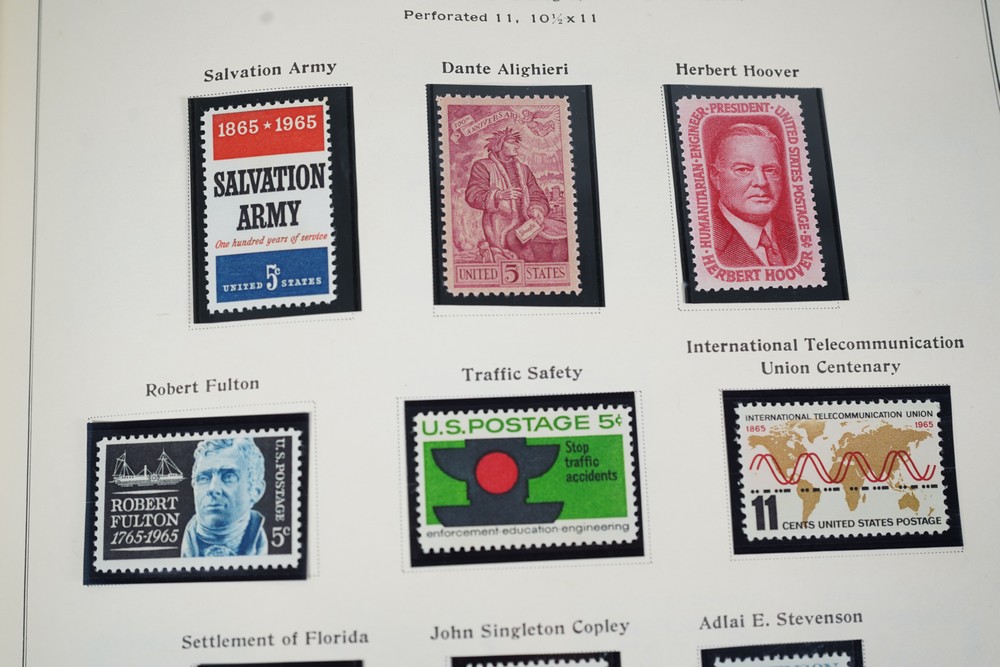 Perforated 11, 10½x11
Salvation Army
Dante Alighieri
Herbert Hoover
1865 ★ 1965
SALVATION
ARMY
One hundred years of service
UNITED 5c STATES
ANNIVERSARY
UNITED 5 STATES
HUMANITARIAN·ENGINEER·PRESIDENT·UNITED STATES POSTAGE·5¢
HERBERT HOOVER
Robert Fulton
Traffic Safety
International Telecommunication
Union Centenary
ROBERT
FULTON
1765-1965
U.S. POSTAGE
5c
U.S. POSTAGE 5¢
Stop
traffic
accidents
enforcement·education·engineering
INTERNATIONAL TELECOMMUNICATION UNION
1865 1965
11 CENTS UNITED STATES POSTAGE
Settlement of Florida
John Singleton Copley
Adlai E. Stevenson